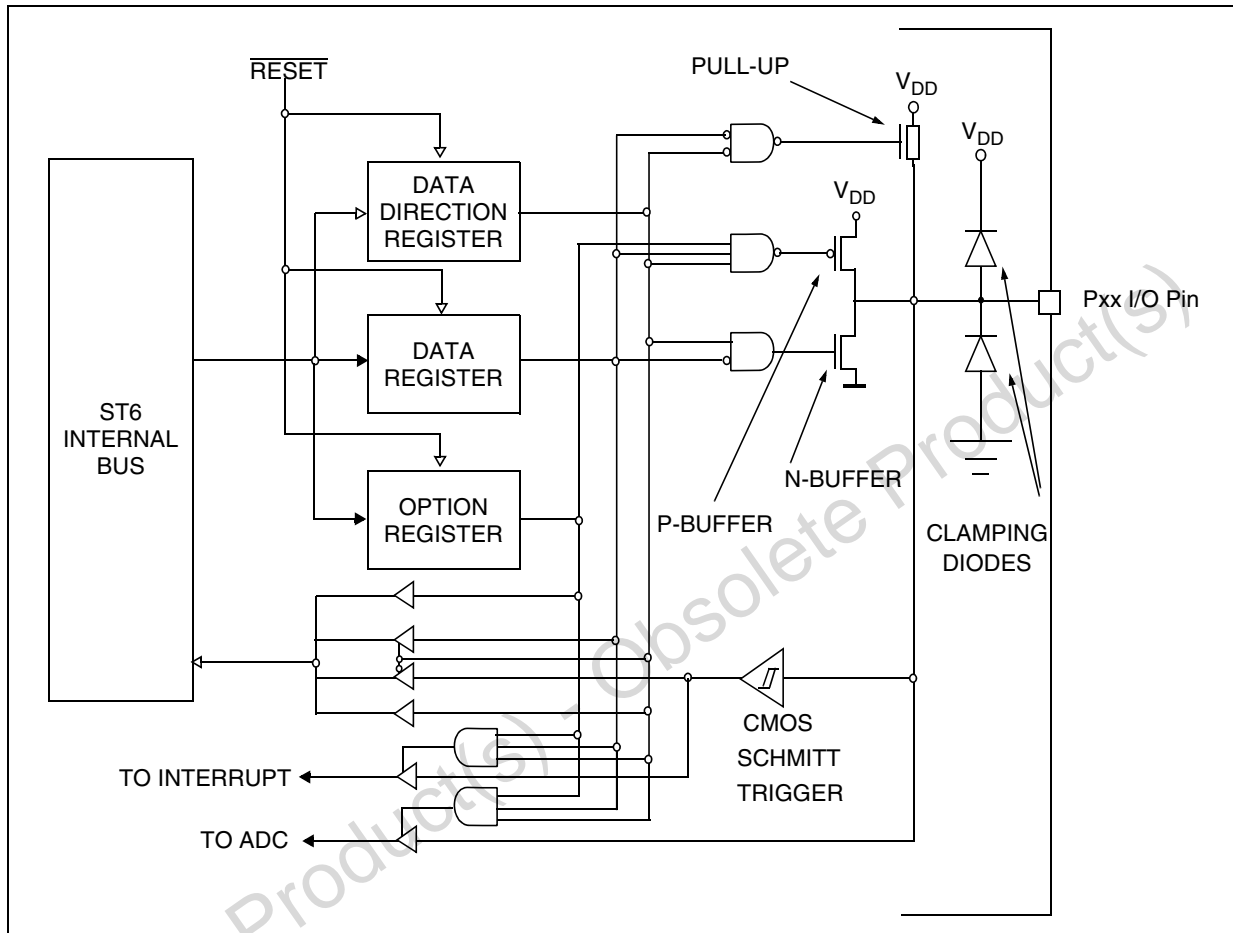 RESET
PULL-UP
VDD
VDD
DATA
DIRECTION
REGISTER
VDD
Pxx I/O Pin
DATA
REGISTER
ST6
INTERNAL
BUS
N-BUFFER
P-BUFFER
OPTION
REGISTER
CLAMPING
DIODES
CMOS
SCHMITT
TRIGGER
TO INTERRUPT
TO ADC
Product(s) - Obsolete Product(s)